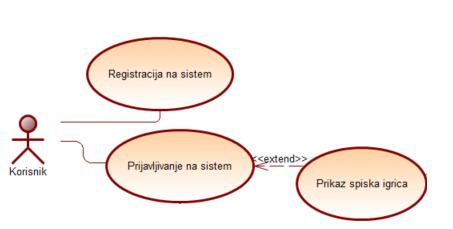 Registracija na sistem
Korisnik
Prijavljivanje na sistem
<<extend>>
Prikaz spiska igrica